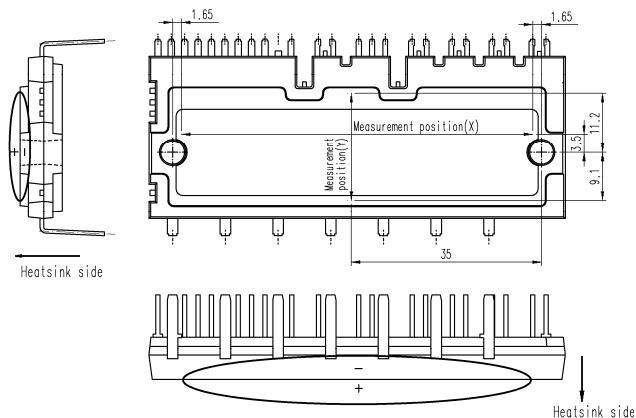 1.65
1.65
Measurement position(X)
Measurement
position(Y)
11.2
3.5
9.1
+
−
35
Heatsink side
−
+
Heatsink side